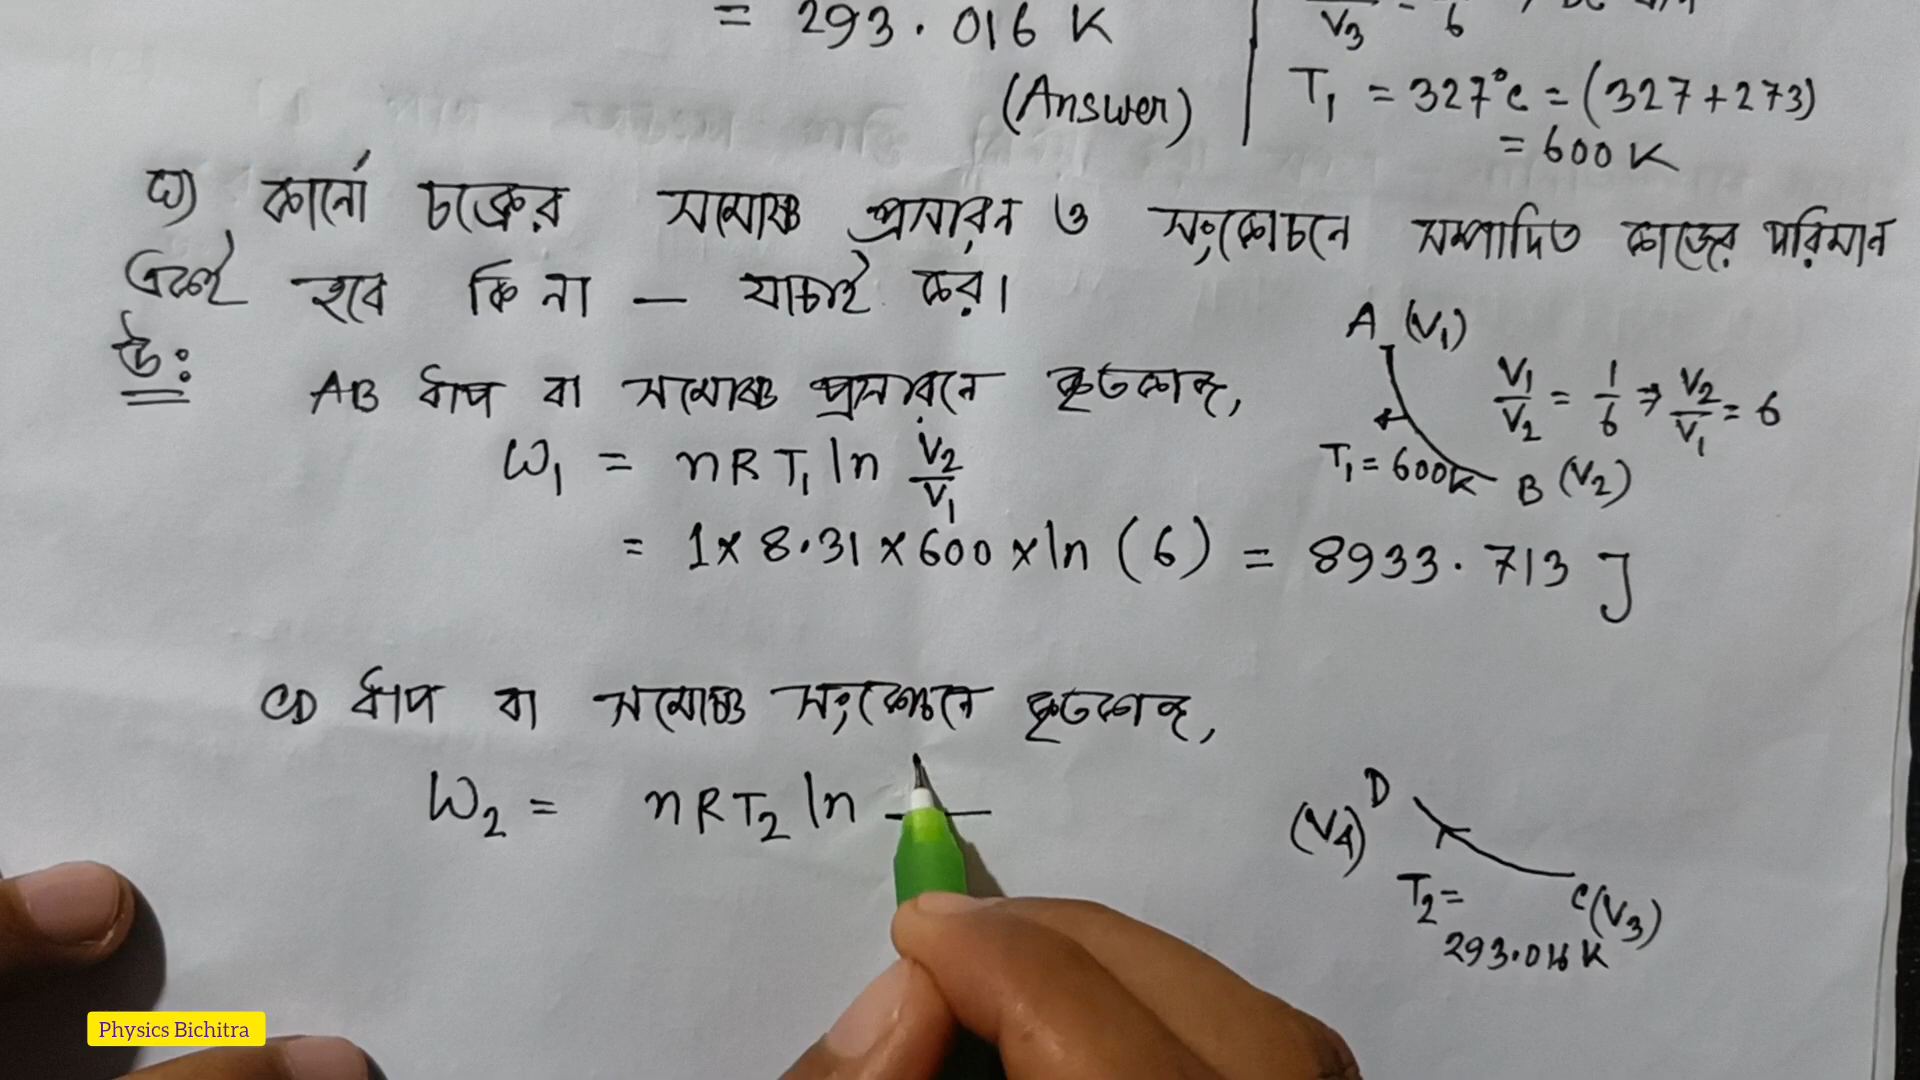 = 293.016 K
(Answer)
V3 6
T1 = 327°c = (327+273)
= 600 K
ঘ) কার্নো চক্রের সমোষ্ণ প্রসারন ও সংকোচনে সম্পাদিত কাজের পরিমান
একই হবে কি না — যাচাই কর।
উঃ
AB ধাপ বা সমোষ্ণ প্রসারনে কৃতকাজ,
W1 = nRT1 ln V2/V1
= 1×8.31×600×ln(6) = 8933.713 J
A (V1)
V1/V2 = 1/6 ⇒ V2/V1 = 6
T1 = 600K
B (V2)
CD ধাপ বা সমোষ্ণ সংকোচনে কৃতকাজ,
W2 = nRT2 ln
D
(V4)
T2 =
293.016 K
C(V3)
Physics Bichitra